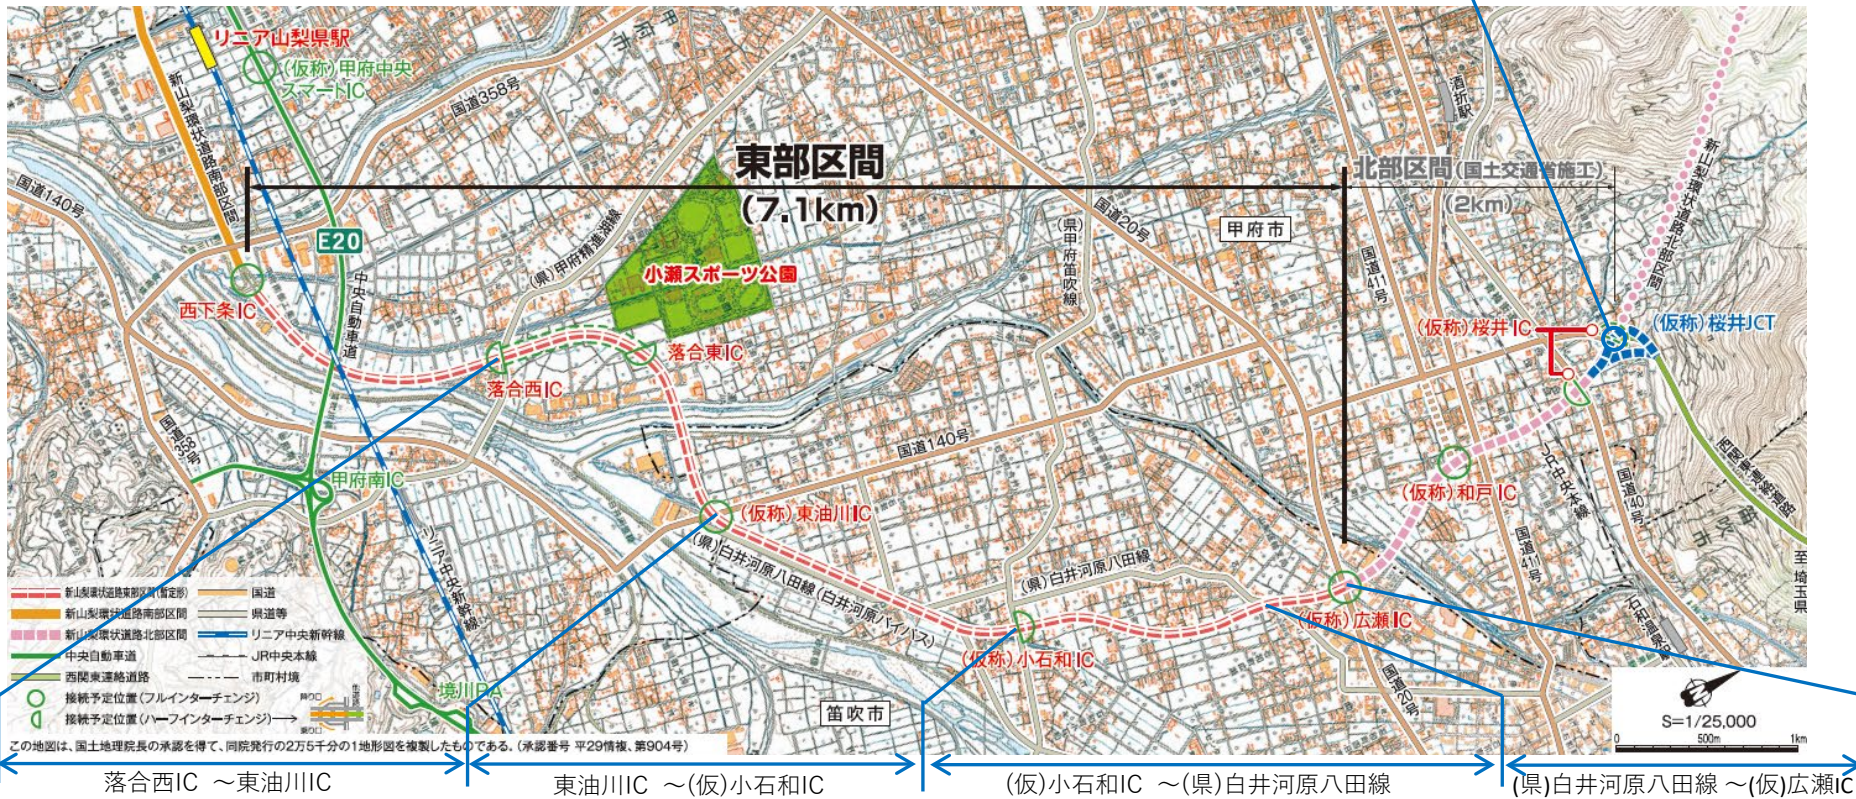 リニア山梨県駅
(仮称)甲府中央
スマートIC
新山梨環状道路南部区間
国道358号
甲府市
国道140号
E20
中央自動車道
西下条IC
東部区間
(7.1km)
(県)甲府精進湖線
小瀬スポーツ公園
国道20号
(県)甲府笛吹線
甲府市
国道411号
酒折駅
北部区間(国土交通省施工)
(2km)
新山梨環状道路北部区間
(仮称)桜井IC
(仮称)桜井JCT
落合西IC
落合東IC
国道358号
甲府南IC
リニア中央新幹線
国道140号
(仮称)東油川IC
(県)白井河原八田線(白井河原バイパス)
(県)白井河原八田線
(仮称)小石和IC
(仮称)広瀬IC
(仮称)和戸IC
国道411号
JR中央本線
国道140号
西関東連絡道路
笛吹市
至 埼玉県
石和温泉駅
国道20号
境川PA
笛吹市
新山梨環状道路東部区間(暫定形)
国道
新山梨環状道路南部区間
県道等
新山梨環状道路北部区間
リニア中央新幹線
中央自動車道
JR中央本線
西関東連絡道路
市町村境
接続予定位置(フルインターチェンジ)
接続予定位置(ハーフインターチェンジ)→
S=1/25,000
0 500m 1km
この地図は、国土地理院長の承認を得て、同院発行の2万5千分の1地形図を複製したものである。(承認番号 平29情複、第904号)
落合西IC ～東油川IC
東油川IC ～(仮)小石和IC
(仮)小石和IC ～(県)白井河原八田線
(県)白井河原八田線 ～(仮)広瀬IC